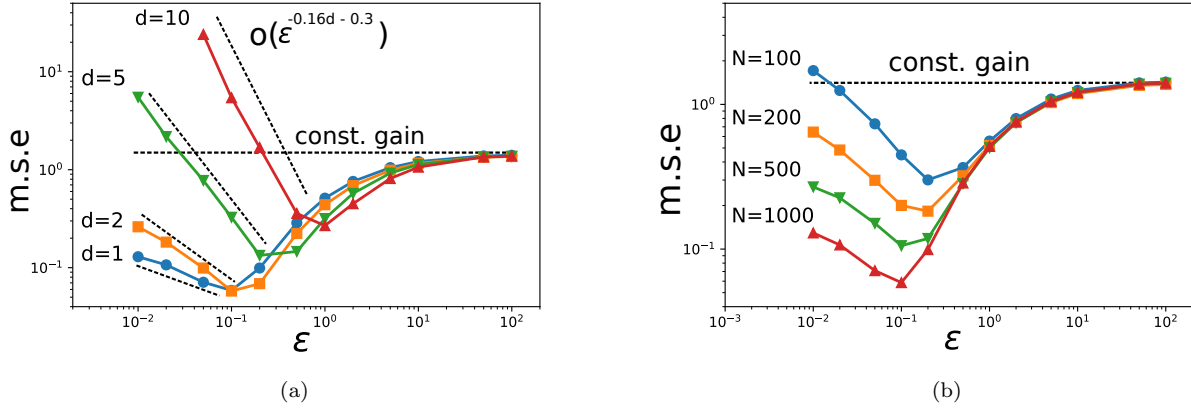 d=10
o(ε^-0.16d - 0.3)
d=5
const. gain
d=2
d=1
m.s.e
10^1
10^0
10^-1
10^-2 10^-1 10^0 10^1 10^2
ε
(a)
N=100
const. gain
N=200
N=500
N=1000
m.s.e
10^0
10^-1
10^-3 10^-2 10^-1 10^0 10^1 10^2
ε
(b)